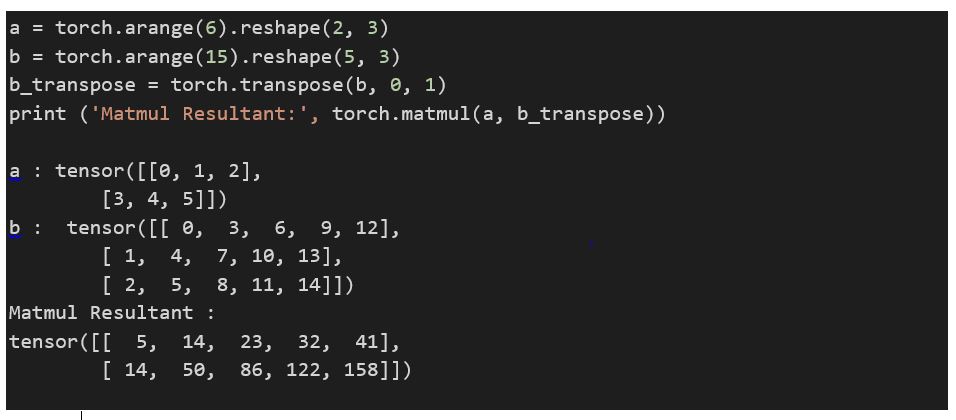 a = torch.arange(6).reshape(2, 3)
b = torch.arange(15).reshape(5, 3)
b_transpose = torch.transpose(b, 0, 1)
print ('Matmul Resultant:', torch.matmul(a, b_transpose))
a : tensor([[0, 1, 2],
        [3, 4, 5]])
b :  tensor([[ 0,  3,  6,  9, 12],
        [ 1,  4,  7, 10, 13],
        [ 2,  5,  8, 11, 14]])
Matmul Resultant :
tensor([[  5,  14,  23,  32,  41],
        [ 14,  50,  86, 122, 158]])